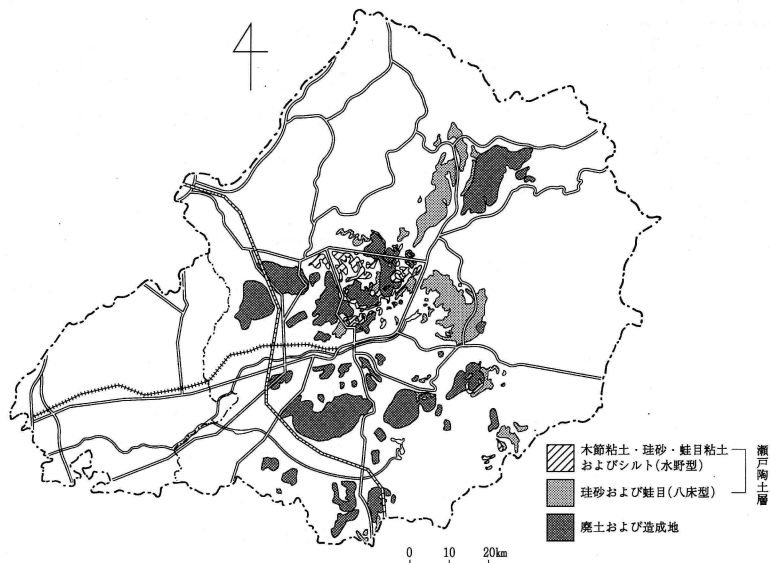 木節粘土・珪砂・蛙目粘土
およびシルト(水野型)
珪砂および蛙目(八床型)
瀬戸陶土層
廃土および造成地
0 10 20km